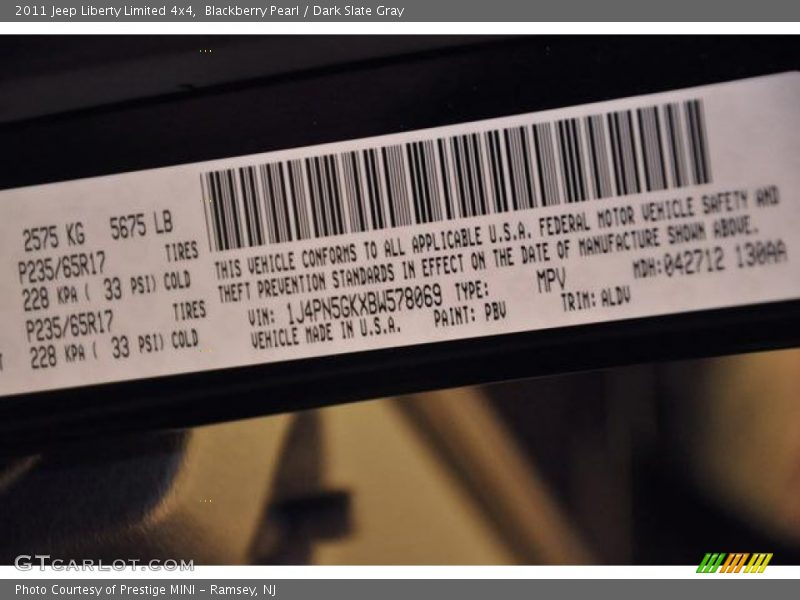 2011 Jeep Liberty Limited 4x4,  Blackberry Pearl / Dark Slate Gray
2575 KG 5675 LB
P235/65R17 TIRES
228 KPA ( 33 PSI) COLD
P235/65R17 TIRES
228 KPA ( 33 PSI) COLD
THIS VEHICLE CONFORMS TO ALL APPLICABLE U.S.A. FEDERAL MOTOR VEHICLE SAFETY AND
THEFT PREVENTION STANDARDS IN EFFECT ON THE DATE OF MANUFACTURE SHOWN ABOVE.
VIN: 1J4PN5GKXBW578069 TYPE: MPV MDH:042712 130AA
VEHICLE MADE IN U.S.A. PAINT: PBV TRIM: ALDV
GTCARLOT.COM
Photo Courtesy of Prestige MINI - Ramsey, NJ